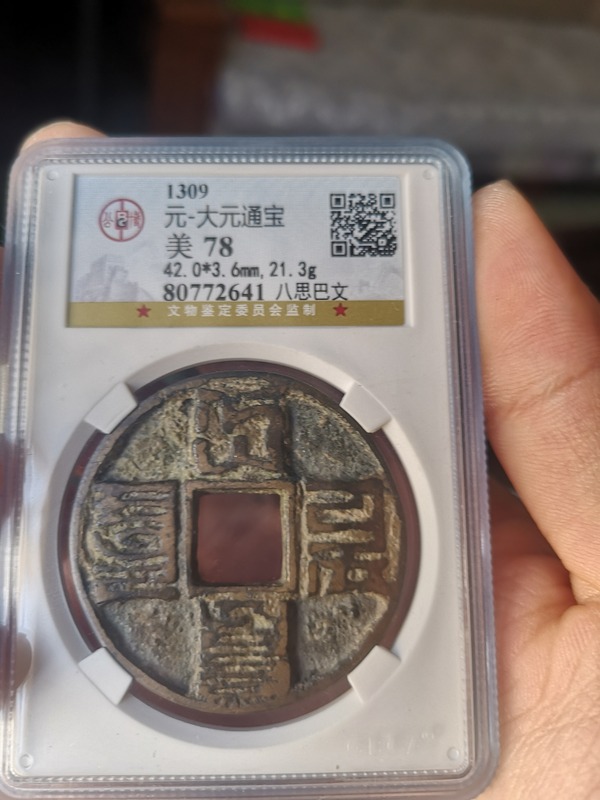 1309
元-大元通宝
美 78
42.0*3.6mm,21.3g
80772641 八思巴文
★ 文物鉴定委员会监制 ★